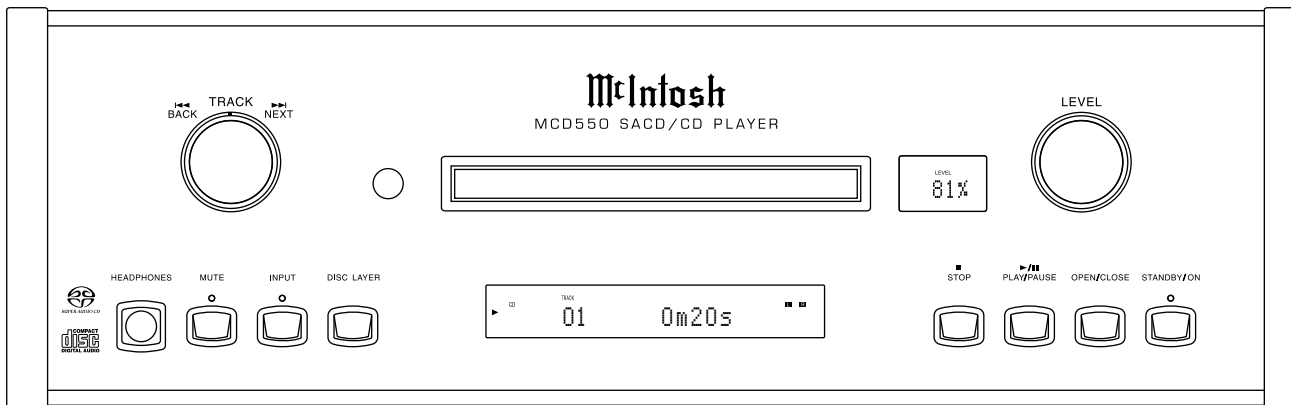 McIntosh
MCD550 SACD/CD PLAYER
TRACK
BACK
NEXT
LEVEL
LEVEL
81%
HEADPHONES
MUTE
INPUT
DISC LAYER
CD
TRACK
01
0m20s
L R
STOP
PLAY/PAUSE
OPEN/CLOSE
STANDBY/ON
SUPER AUDIO CD
COMPACT
disc
DIGITAL AUDIO